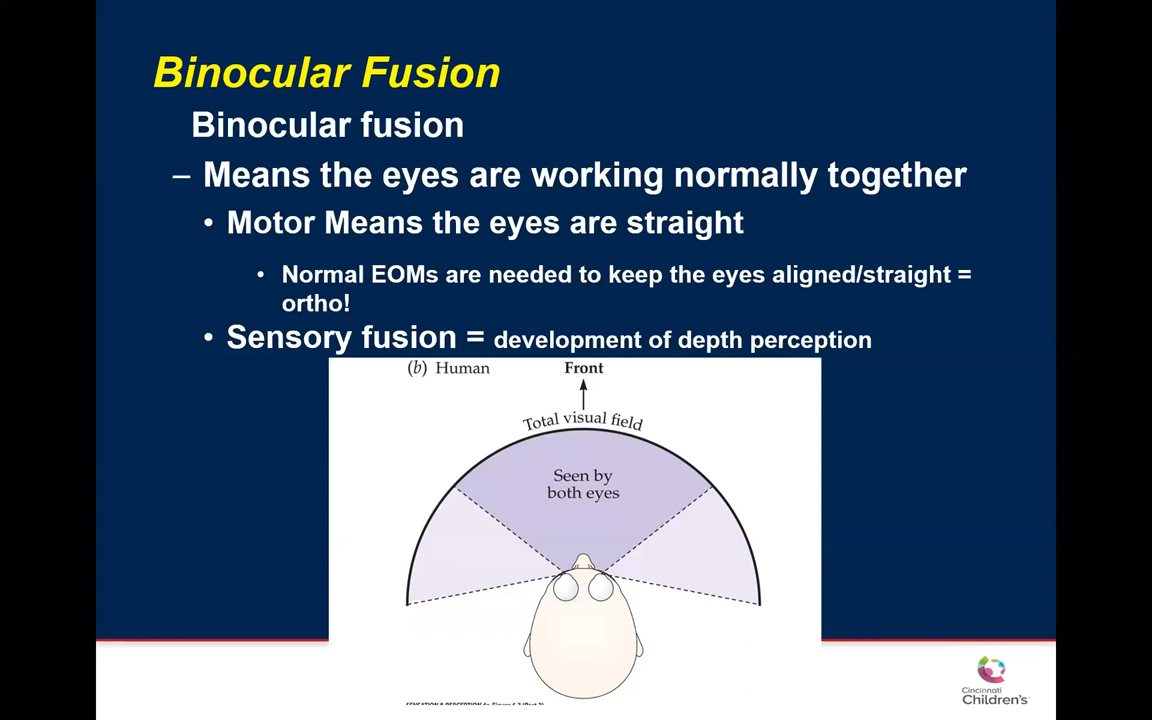 Binocular Fusion
Binocular fusion
– Means the eyes are working normally together
• Motor Means the eyes are straight
• Normal EOMs are needed to keep the eyes aligned/straight =
ortho!
• Sensory fusion = development of depth perception
(b) Human
Front
Total visual field
Seen by
both eyes
Cincinnati
Children's